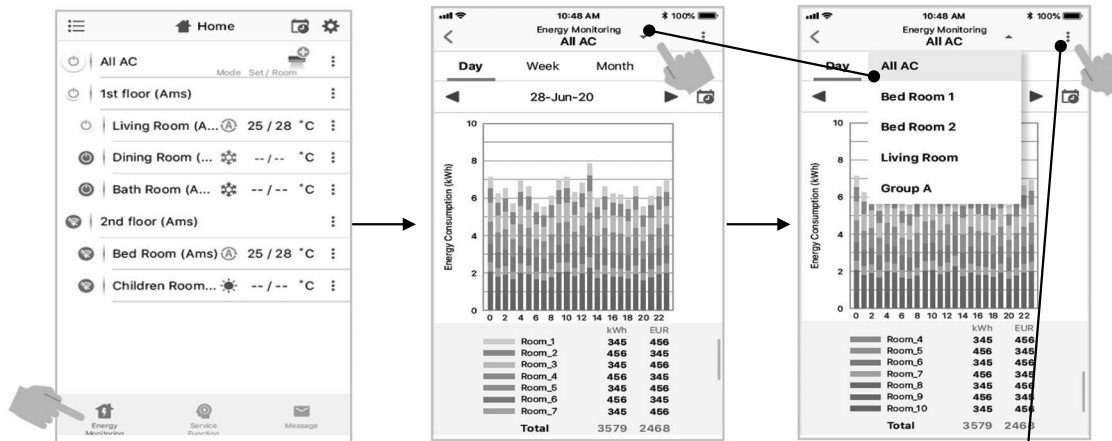 Home
All AC
Mode Set / Room
1st floor (Ams)
Living Room (A... A 25 / 28 °C
Dining Room (... -- / -- °C
Bath Room (A... -- / -- °C
2nd floor (Ams)
Bed Room (Ams) A 25 / 28 °C
Children Room... -- / -- °C
Energy Monitoring
Service Function
Message
10:48 AM 100%
Energy Monitoring
All AC
Day Week Month
28-Jun-20
Energy Consumption (kWh)
10
8
6
4
2
0
0 2 4 6 8 10 12 14 16 18 20 22
kWh EUR
Room_1 345 456
Room_2 456 345
Room_3 456 345
Room_4 456 345
Room_5 345 456
Room_6 456 345
Room_7 456 345
Total 3579 2468
10:48 AM 100%
Energy Monitoring
All AC
Day
All AC
Bed Room 1
Bed Room 2
Living Room
Group A
Energy Consumption (kWh)
10
8
6
4
2
0
0 2 4 6 8 10 12 14 16 18 20 22
kWh EUR
Room_4 345 456
Room_5 456 345
Room_6 456 345
Room_7 456 345
Room_8 345 456
Room_9 456 345
Room_10 456 345
Total 3579 2468